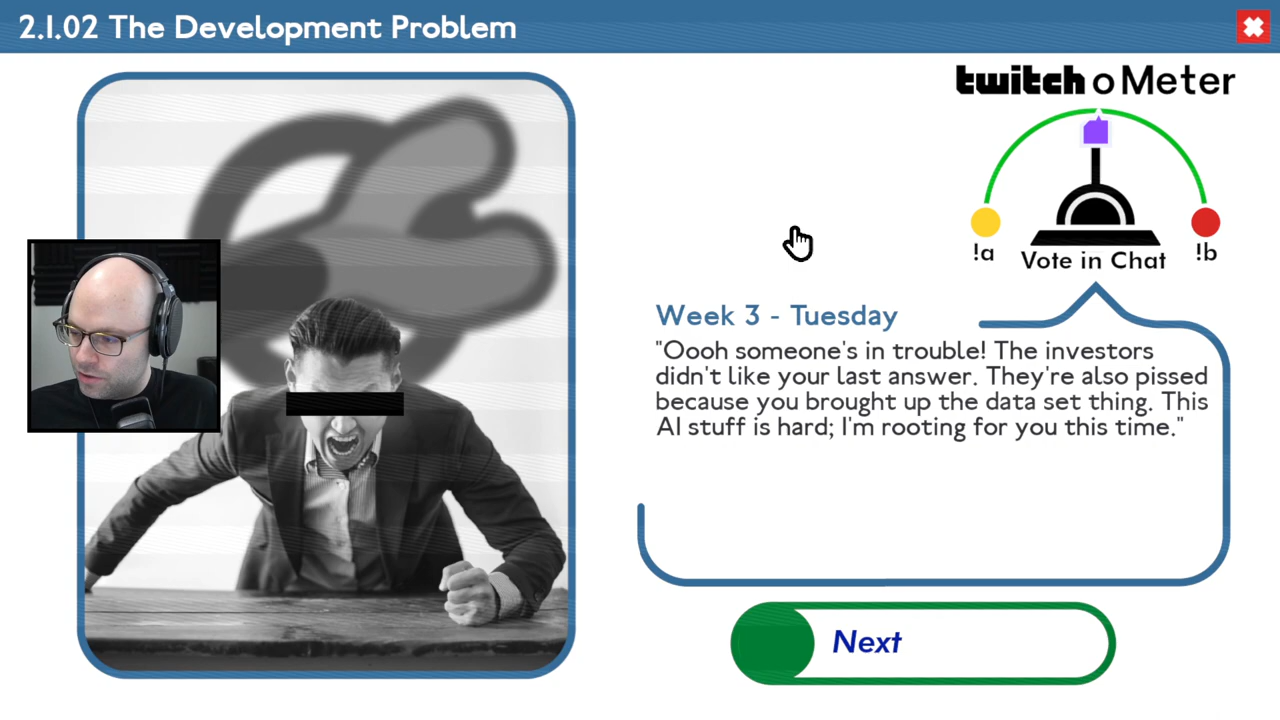 2.1.02 The Development Problem
twitch o Meter
!a
Vote in Chat
!b
Week 3 - Tuesday
"Oooh someone's in trouble! The investors
didn't like your last answer. They're also pissed
because you brought up the data set thing. This
AI stuff is hard; I'm rooting for you this time."
Next